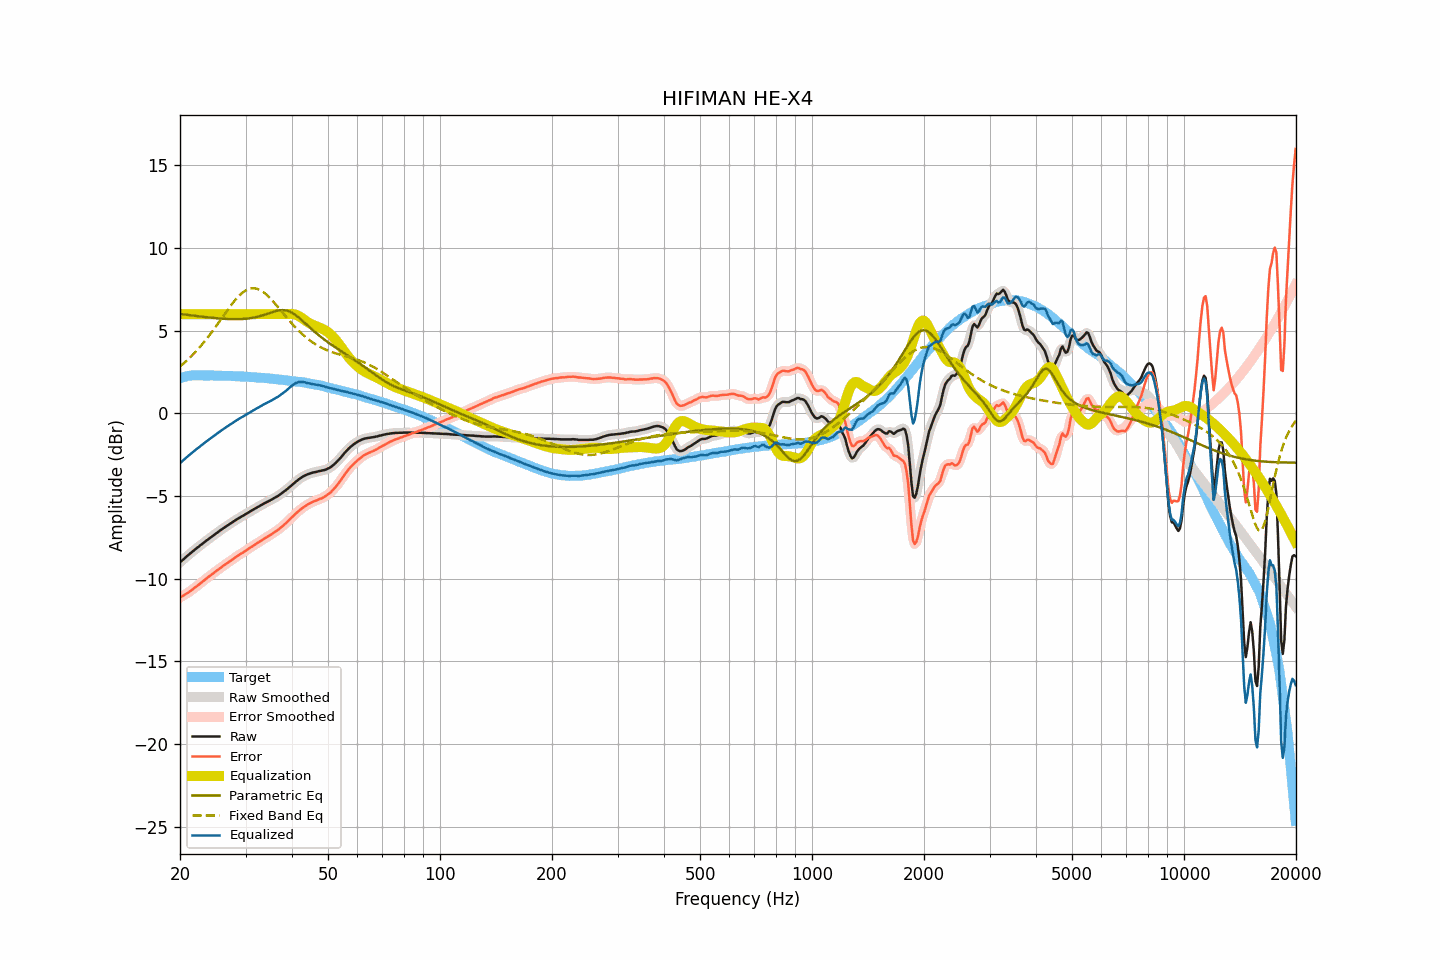 HIFIMAN HE-X4
Amplitude (dBr)
15
10
5
0
−5
−10
−15
−20
−25
Target
Raw Smoothed
Error Smoothed
Raw
Error
Equalization
Parametric Eq
Fixed Band Eq
Equalized
20 50 100 200 500 1000 2000 5000 10000 20000
Frequency (Hz)